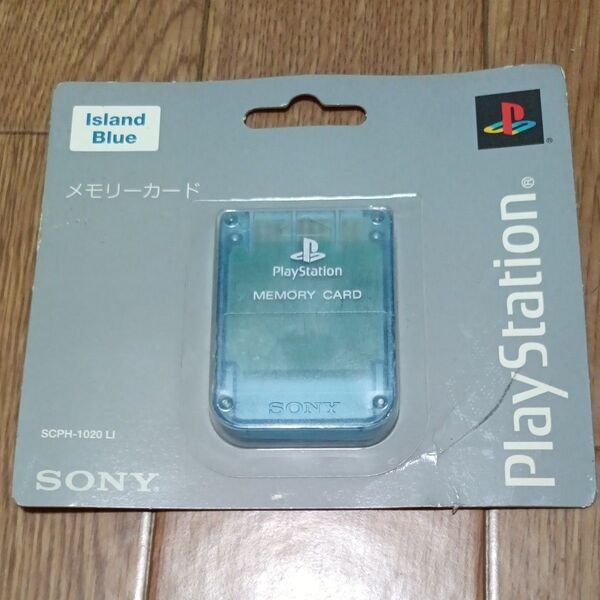 Island
Blue
メモリーカード
PlayStation®
PlayStation
MEMORY CARD
SONY
SCPH-1020 LI
SONY.